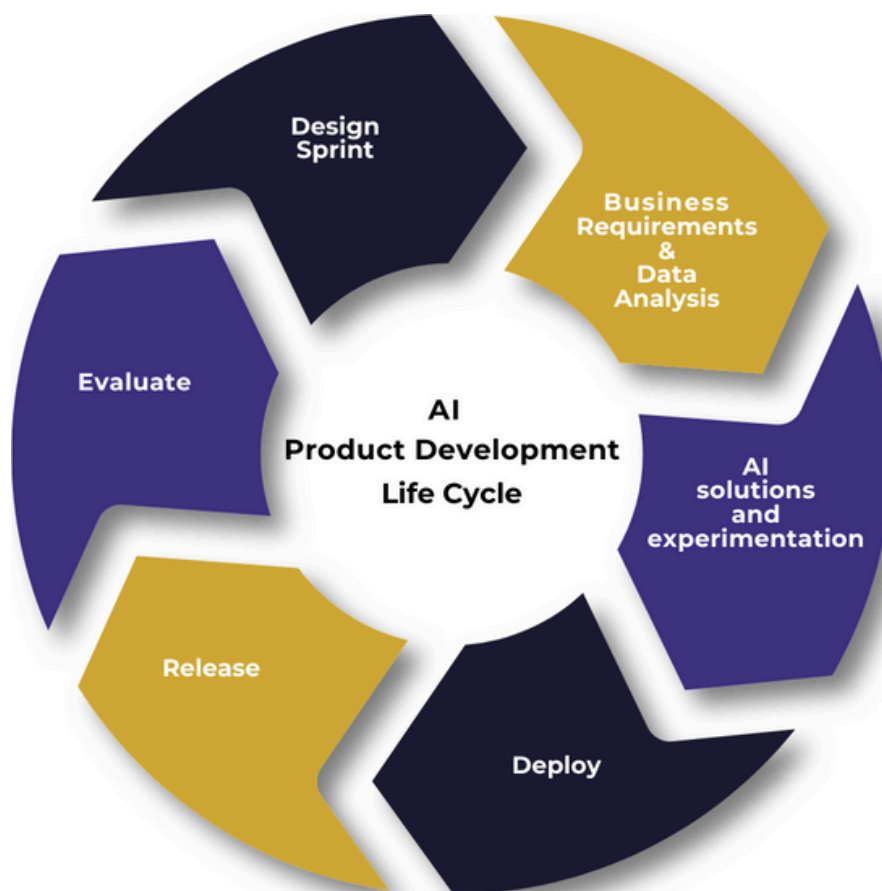 Design
Sprint
Business
Requirements
&
Data
Analysis
AI
solutions
and
experimentation
Deploy
Release
Evaluate
AI
Product Development
Life Cycle